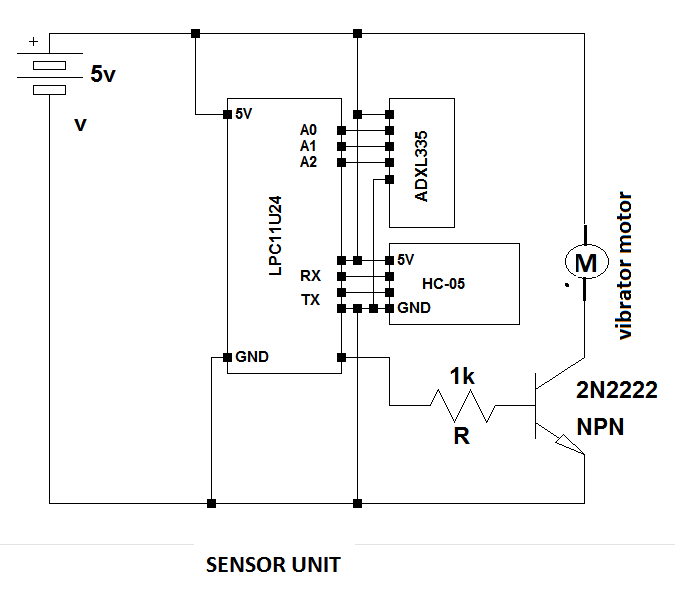 +
5v
v
5V
A0
A1
A2
LPC11U24
ADXL335
RX
TX
5V
HC-05
GND
GND
M
vibrator motor
1k
R
2N2222
NPN
SENSOR UNIT